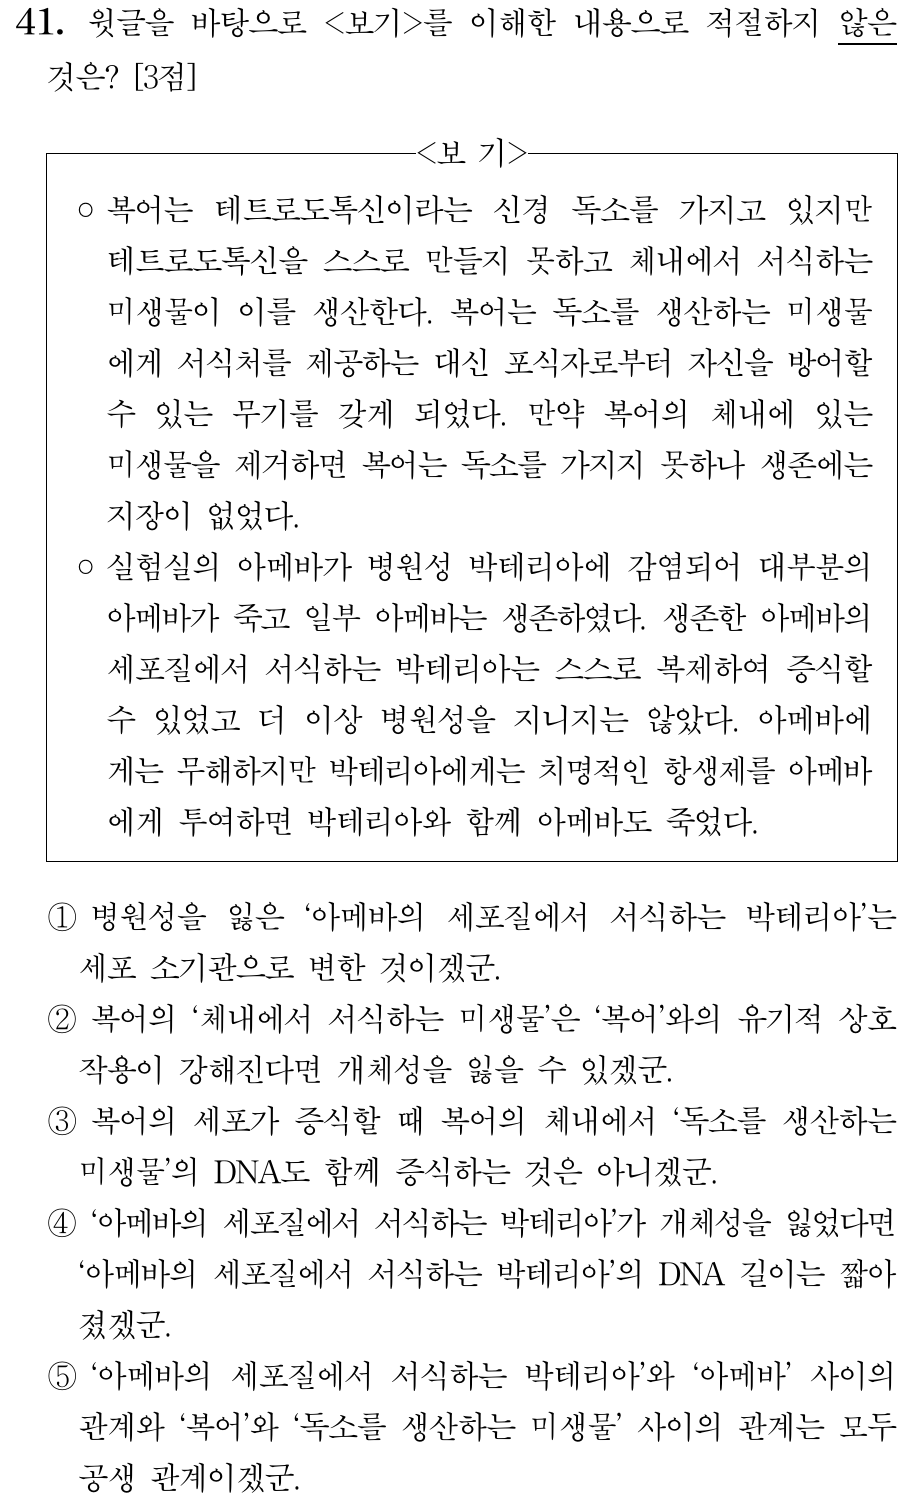 41. 윗글을 바탕으로 <보기>를 이해한 내용으로 적절하지 않은
것은? [3점]
<보 기>
○ 복어는 테트로도톡신이라는 신경 독소를 가지고 있지만
테트로도톡신을 스스로 만들지 못하고 체내에서 서식하는
미생물이 이를 생산한다. 복어는 독소를 생산하는 미생물
에게 서식처를 제공하는 대신 포식자로부터 자신을 방어할
수 있는 무기를 갖게 되었다. 만약 복어의 체내에 있는
미생물을 제거하면 복어는 독소를 가지지 못하나 생존에는
지장이 없었다.
○ 실험실의 아메바가 병원성 박테리아에 감염되어 대부분의
아메바가 죽고 일부 아메바는 생존하였다. 생존한 아메바의
세포질에서 서식하는 박테리아는 스스로 복제하여 증식할
수 있었고 더 이상 병원성을 지니지는 않았다. 아메바에
게는 무해하지만 박테리아에게는 치명적인 항생제를 아메바
에게 투여하면 박테리아와 함께 아메바도 죽었다.
① 병원성을 잃은 ‘아메바의 세포질에서 서식하는 박테리아’는
세포 소기관으로 변한 것이겠군.
② 복어의 ‘체내에서 서식하는 미생물’은 ‘복어’와의 유기적 상호
작용이 강해진다면 개체성을 잃을 수 있겠군.
③ 복어의 세포가 증식할 때 복어의 체내에서 ‘독소를 생산하는
미생물’의 DNA도 함께 증식하는 것은 아니겠군.
④ ‘아메바의 세포질에서 서식하는 박테리아’가 개체성을 잃었다면
‘아메바의 세포질에서 서식하는 박테리아’의 DNA 길이는 짧아
졌겠군.
⑤ ‘아메바의 세포질에서 서식하는 박테리아’와 ‘아메바’ 사이의
관계와 ‘복어’와 ‘독소를 생산하는 미생물’ 사이의 관계는 모두
공생 관계이겠군.